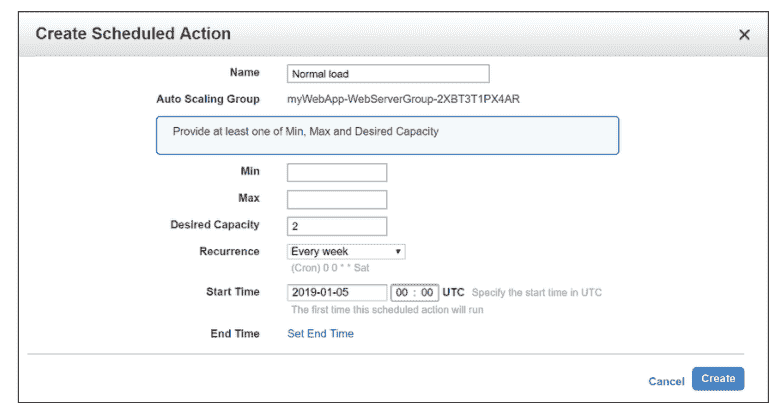 Create Scheduled Action
×
Name Normal load
Auto Scaling Group myWebApp-WebServerGroup-2XBT3T1PX4AR
Provide at least one of Min, Max and Desired Capacity
Min
Max
Desired Capacity 2
Recurrence Every week
(Cron) 0 0 * * Sat
Start Time 2019-01-05 00 : 00 UTC Specify the start time in UTC
The first time this scheduled action will run
End Time Set End Time
Cancel Create